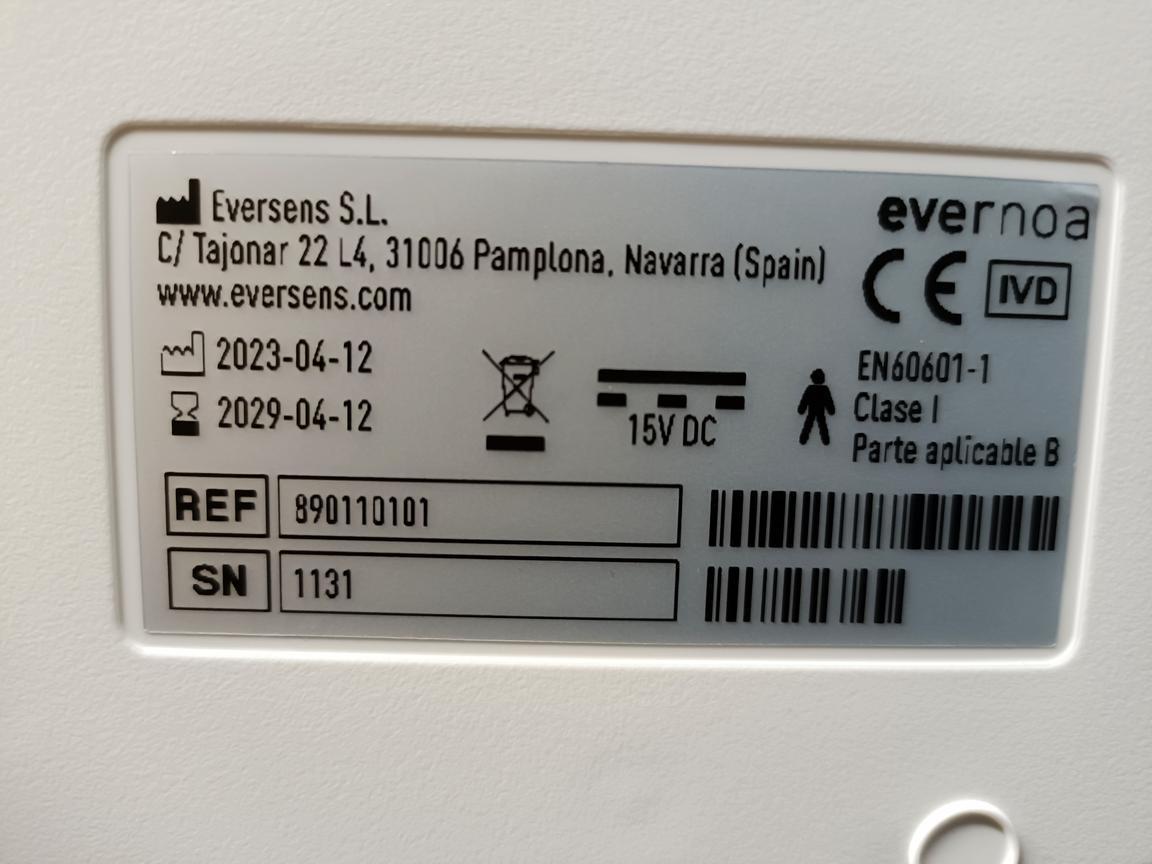 Eversens S.L.
C/ Tajonar 22 L4, 31006 Pamplona, Navarra (Spain)
www.eversens.com
evernoa
CE IVD
2023-04-12
2029-04-12
15V DC
EN60601-1
Clase I
Parte aplicable B
REF 890110101
SN 1131